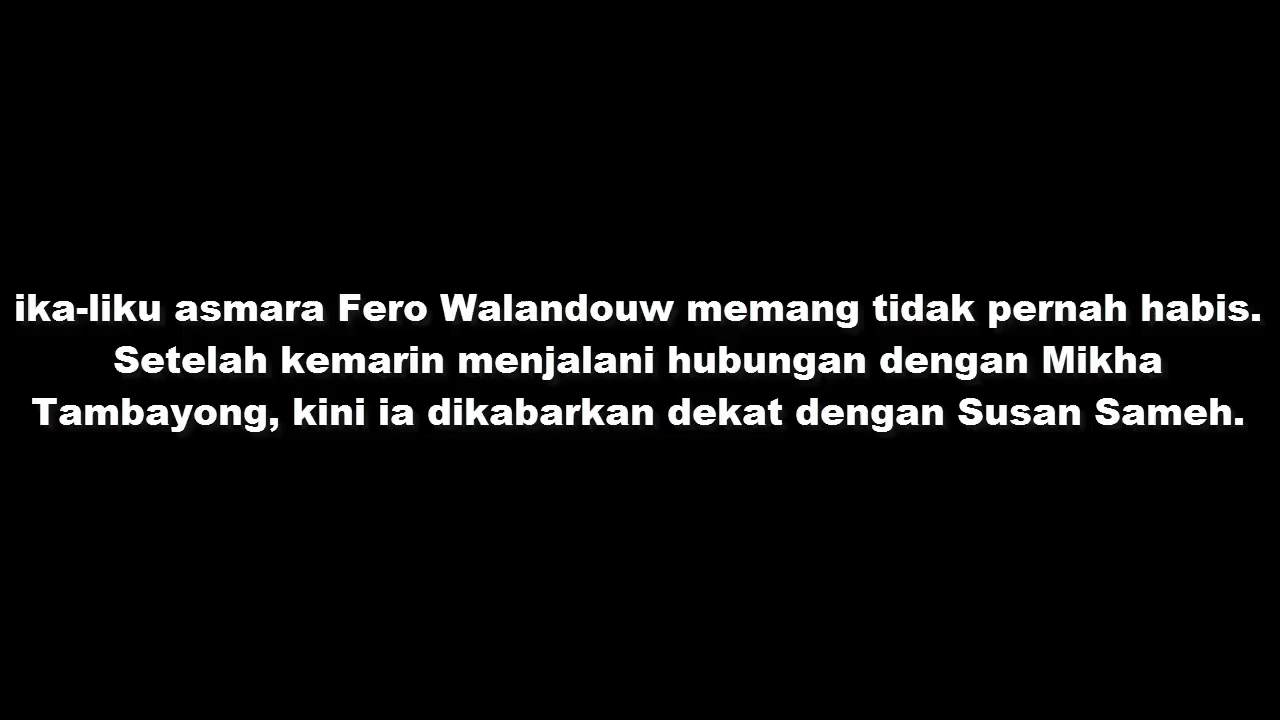 ika-liku asmara Fero Walandouw memang tidak pernah habis.
Setelah kemarin menjalani hubungan dengan Mikha
Tambayong, kini ia dikabarkan dekat dengan Susan Sameh.